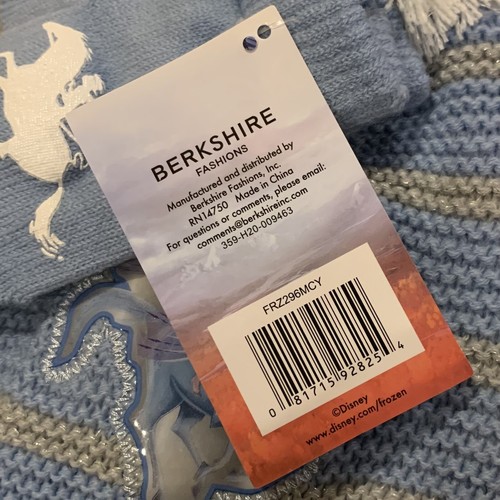 BERKSHIRE
FASHIONS
Manufactured and distributed by
Berkshire Fashions, Inc.
RN14750 Made in China
For questions or comments, please email:
comments@berkshireinc.com
359-H20-009463
FRZ296MCY
0 81715 92825 4
©Disney
www.disney.com/frozen